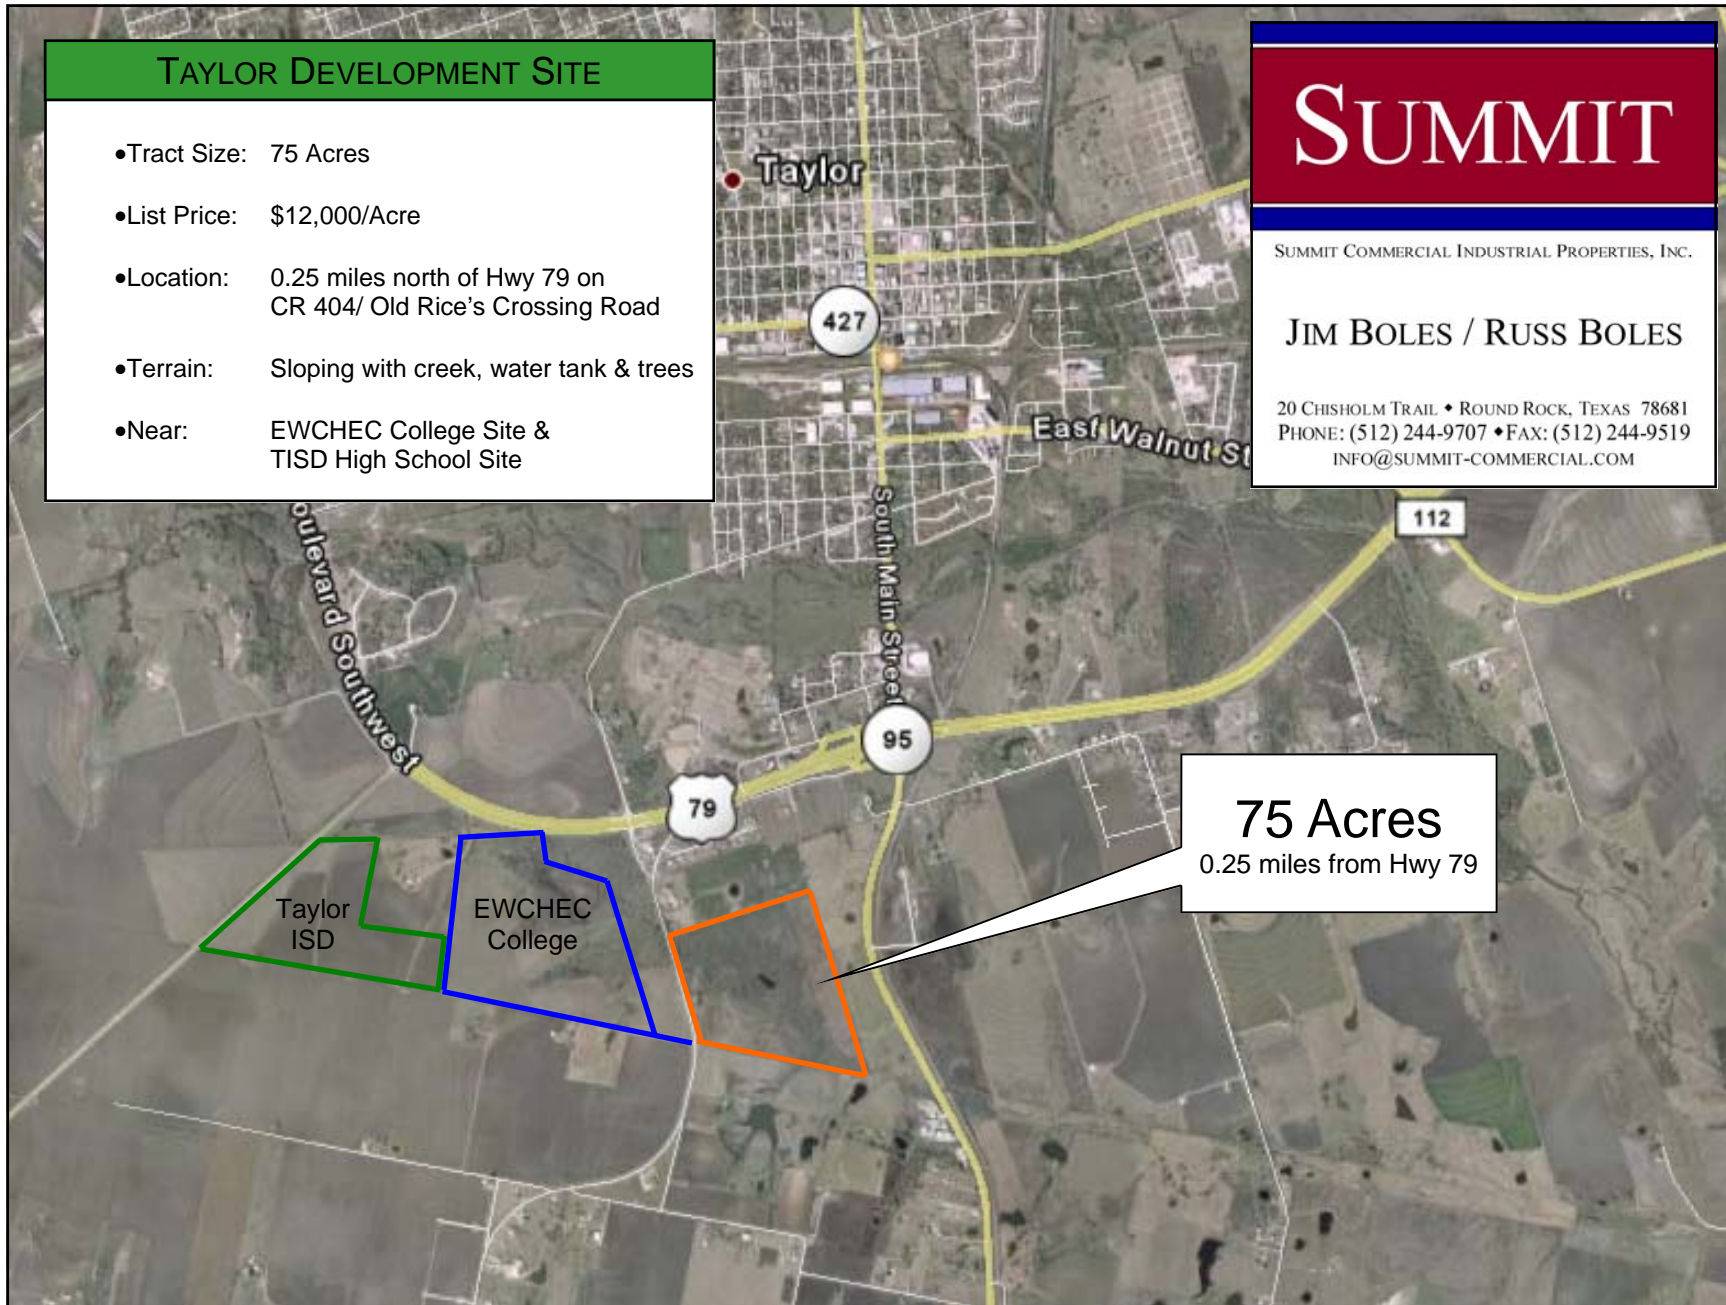 TAYLOR DEVELOPMENT SITE
•Tract Size: 75 Acres
•List Price: $12,000/Acre
•Location: 0.25 miles north of Hwy 79 on
CR 404/ Old Rice's Crossing Road
•Terrain: Sloping with creek, water tank & trees
•Near: EWCHEC College Site &
TISD High School Site
SUMMIT
SUMMIT COMMERCIAL INDUSTRIAL PROPERTIES, INC.
JIM BOLES / RUSS BOLES
20 CHISHOLM TRAIL ◆ ROUND ROCK, TEXAS 78681
PHONE: (512) 244-9707 ◆ FAX: (512) 244-9519
INFO@SUMMIT-COMMERCIAL.COM
Taylor
427
East Walnut St
112
South Main Street
oulevard Southwest
95
79
75 Acres
0.25 miles from Hwy 79
Taylor
ISD
EWCHEC
College